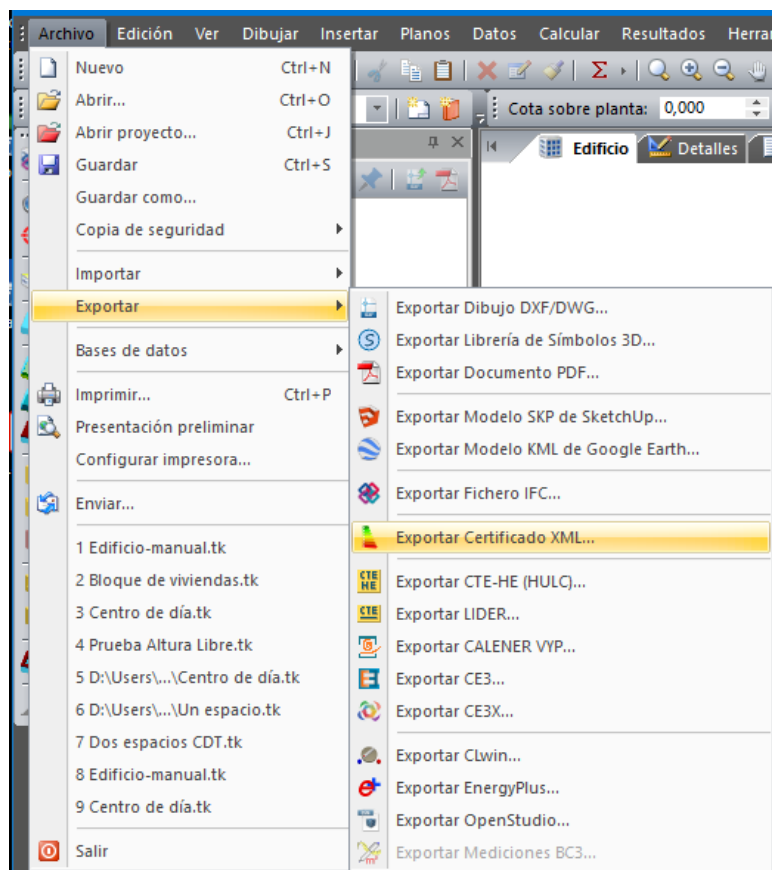 Archivo Edición Ver Dibujar Insertar Planos Datos Calcular Resultados
Nuevo Ctrl+N
Abrir... Ctrl+O
Cota sobre planta: 0,000
Abrir proyecto... Ctrl+J
Edificio Detalles
Guardar Ctrl+S
Guardar como...
Copia de seguridad
Importar
Exportar
Exportar Dibujo DXF/DWG...
Exportar Librería de Símbolos 3D...
Bases de datos
Exportar Documento PDF...
Imprimir... Ctrl+P
Exportar Modelo SKP de SketchUp...
Presentación preliminar
Exportar Modelo KML de Google Earth...
Configurar impresora...
Exportar Fichero IFC...
Enviar...
Exportar Certificado XML...
1 Edificio-manual.tk
2 Bloque de viviendas.tk
CTE
HE
Exportar CTE-HE (HULC)...
3 Centro de día.tk
CTE
Exportar LIDER...
4 Prueba Altura Libre.tk
Exportar CALENER VYP...
5 D:\Users\...\Centro de día.tk
Exportar CE3...
6 D:\Users\...\Un espacio.tk
Exportar CE3X...
7 Dos espacios CDT.tk
Exportar CLwin...
8 Edificio-manual.tk
Exportar EnergyPlus...
9 Centro de día.tk
Exportar OpenStudio...
Salir
Exportar Mediciones BC3...